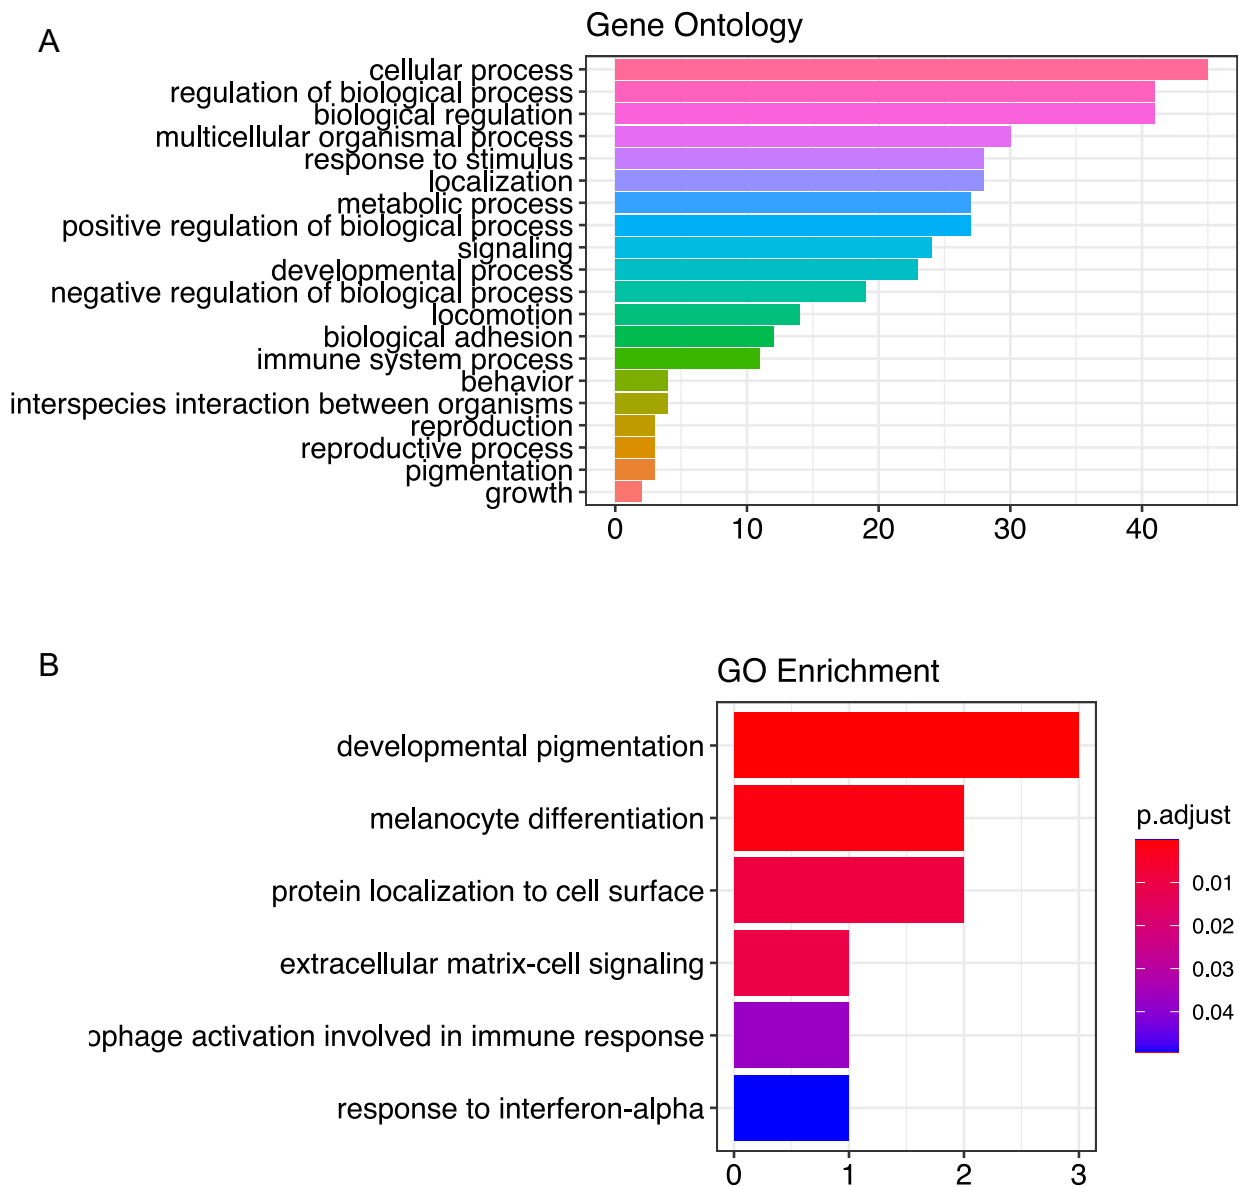 A
Gene Ontology
cellular process
regulation of biological process
biological regulation
multicellular organismal process
response to stimulus
localization
metabolic process
positive regulation of biological process
signaling
developmental process
negative regulation of biological process
locomotion
biological adhesion
immune system process
behavior
interspecies interaction between organisms
reproduction
reproductive process
pigmentation
growth
0 10 20 30 40
B
GO Enrichment
developmental pigmentation
melanocyte differentiation
protein localization to cell surface
extracellular matrix-cell signaling
ophage activation involved in immune response
response to interferon-alpha
0 1 2 3
p.adjust
0.01
0.02
0.03
0.04